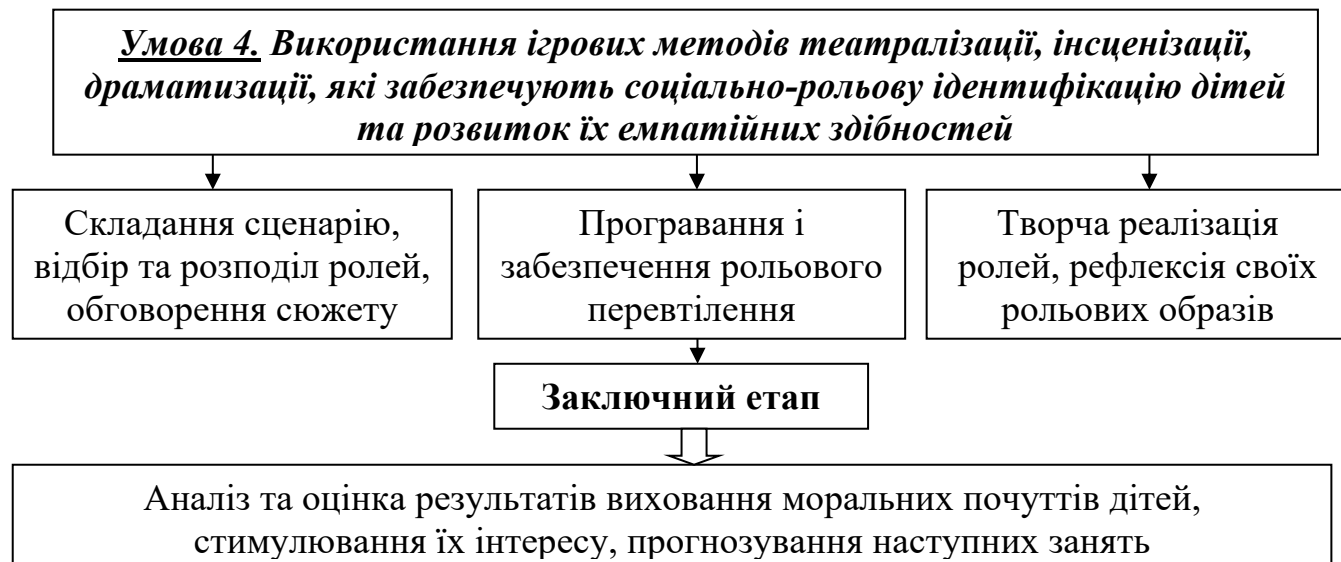 Умова 4. Використання ігрових методів театралізації, інсценізації,
драматизації, які забезпечують соціально-рольову ідентифікацію дітей
та розвиток їх емпатійних здібностей
Складання сценарію,
відбір та розподіл ролей,
обговорення сюжету
Програвання і
забезпечення рольового
перевтілення
Творча реалізація
ролей, рефлексія своїх
рольових образів
Заключний етап
Аналіз та оцінка результатів виховання моральних почуттів дітей,
стимулювання їх інтересу, прогнозування наступних занять